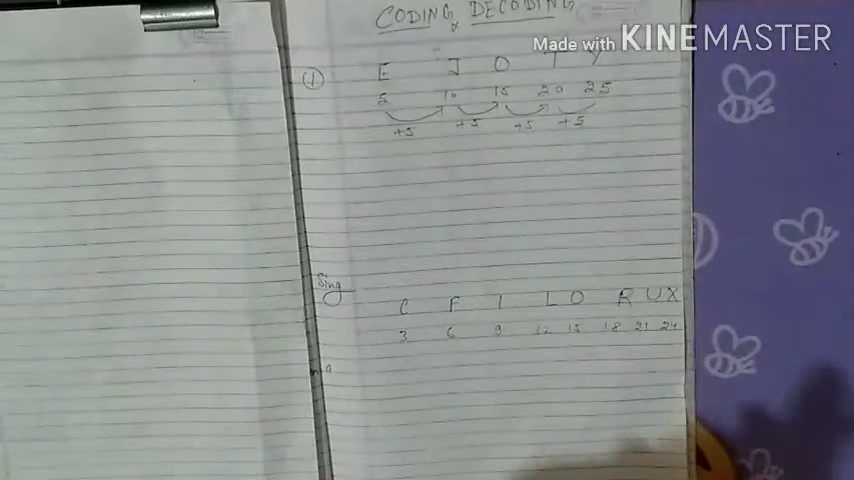 CODING, DECODING,
Made with KINEMASTER
① E J O T Y
5 10 15 20 25
+5 +5 +5 +5
Sing
C F I L O R U X
3 6 9 12 15 18 21 24